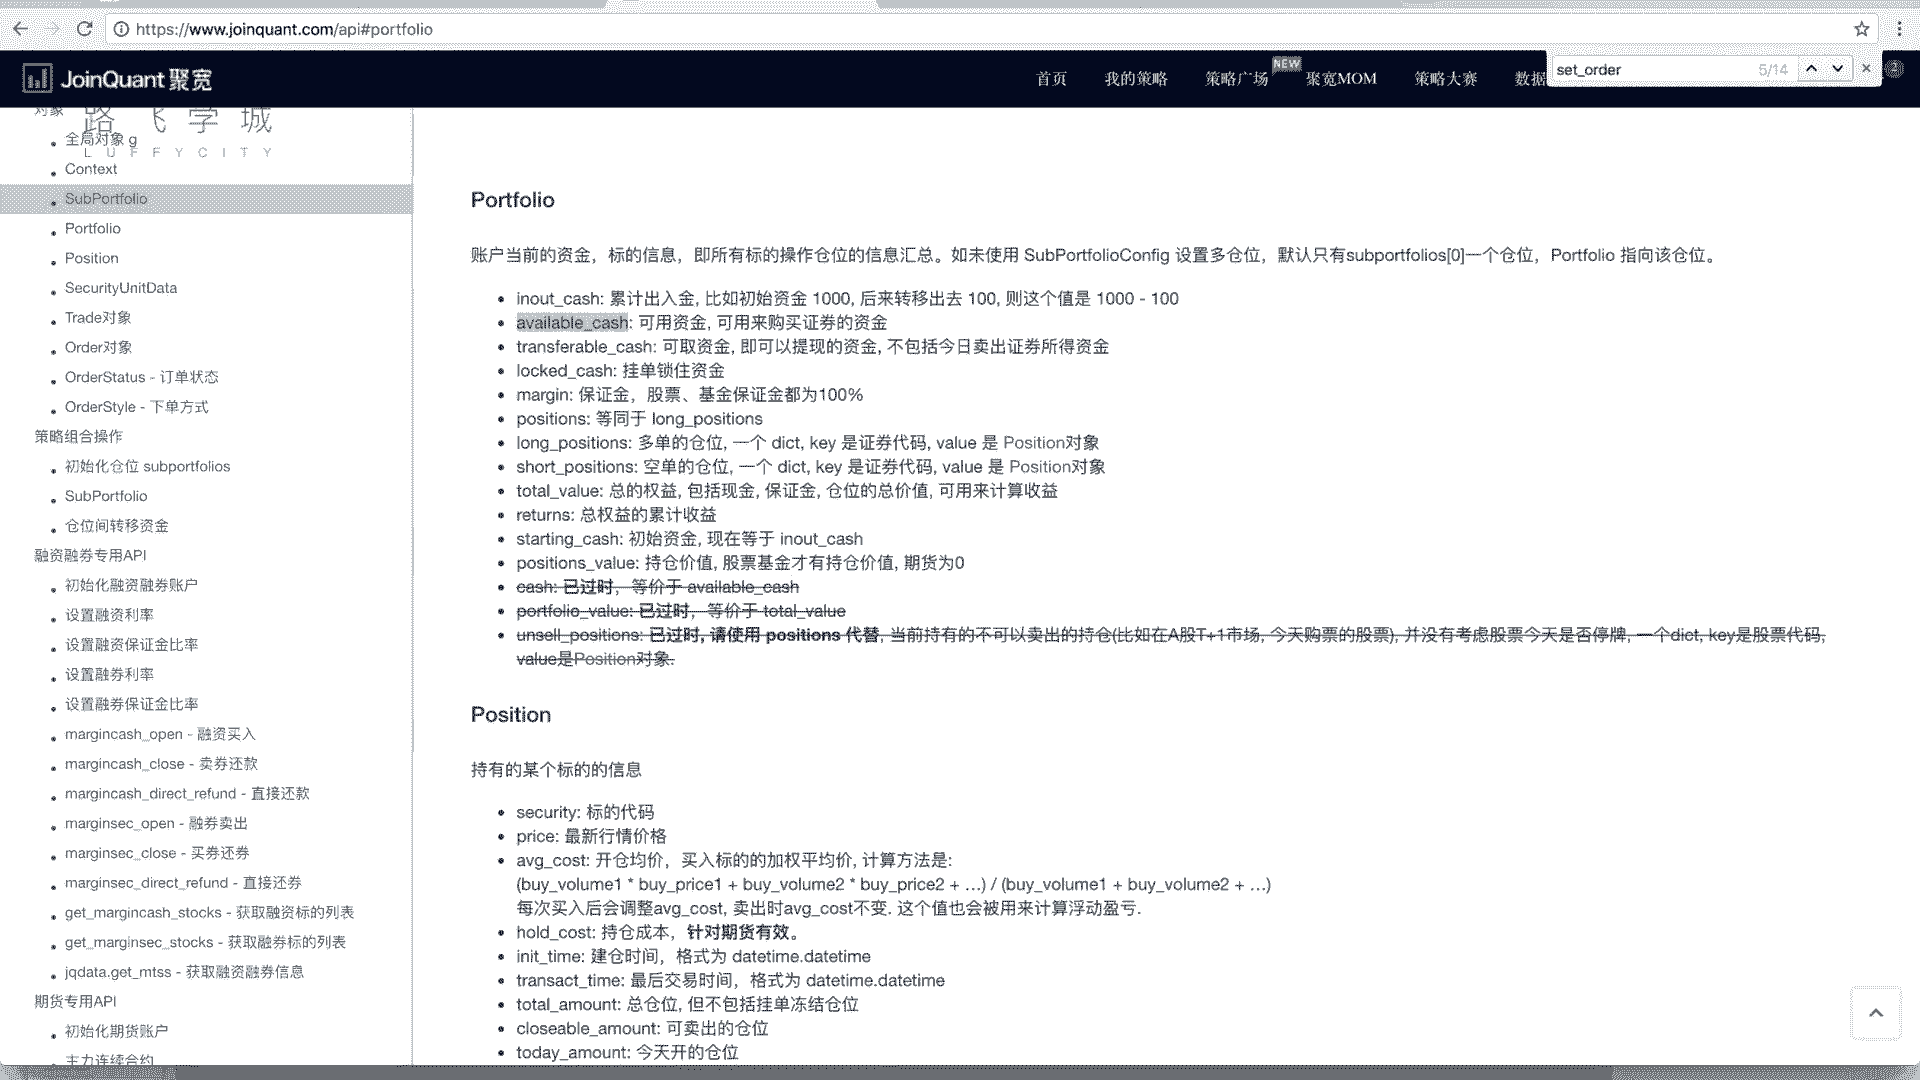 https://www.joinquant.com/api#portfolio
JoinQuant 聚宽
首页
我的策略
策略广场
NEW
聚宽MOM
策略大赛
数据
set_order
5/14
对象
路飞学城
LUFFYCITY
全局对象 g
Context
SubPortfolio
Portfolio
Position
SecurityUnitData
Trade对象
Order对象
OrderStatus - 订单状态
OrderStyle - 下单方式
策略组合操作
初始化仓位 subportfolios
SubPortfolio
仓位间转移资金
融资融券专用API
初始化融资融券账户
设置融资利率
设置融资保证金比率
设置融券利率
设置融券保证金比率
margincash_open - 融资买入
margincash_close - 卖券还款
margincash_direct_refund - 直接还款
marginsec_open - 融券卖出
marginsec_close - 买券还券
marginsec_direct_refund - 直接还券
get_margincash_stocks - 获取融资标的列表
get_marginsec_stocks - 获取融券标的列表
jqdata.get_mtss - 获取融资融券信息
期货专用API
初始化期货账户
主力连续合约
Portfolio
账户当前的资金，标的信息，即所有标的操作仓位的信息汇总。如未使用 SubPortfolioConfig 设置多仓位，默认只有subportfolios[0]一个仓位，Portfolio 指向该仓位。
inout_cash: 累计出入金, 比如初始资金 1000, 后来转移出去 100, 则这个值是 1000 - 100
available_cash: 可用资金, 可用来购买证券的资金
transferable_cash: 可取资金, 即可以提现的资金, 不包括今日卖出证券所得资金
locked_cash: 挂单锁住资金
margin: 保证金，股票、基金保证金都为100%
positions: 等同于 long_positions
long_positions: 多单的仓位, 一个 dict, key 是证券代码, value 是 Position对象
short_positions: 空单的仓位, 一个 dict, key 是证券代码, value 是 Position对象
total_value: 总的权益, 包括现金, 保证金, 仓位的总价值, 可用来计算收益
returns: 总权益的累计收益
starting_cash: 初始资金, 现在等于 inout_cash
positions_value: 持仓价值, 股票基金才有持仓价值, 期货为0
cash: 已过时，等价于 available_cash
portfolio_value: 已过时，等价于 total_value
unsell_positions: 已过时, 请使用 positions 代替, 当前持有的不可以卖出的持仓(比如在A股T+1市场, 今天购票的股票), 并没有考虑股票今天是否停牌, 一个dict, key是股票代码,
value是Position对象.
Position
持有的某个标的的信息
security: 标的代码
price: 最新行情价格
avg_cost: 开仓均价，买入标的的加权平均价, 计算方法是:
(buy_volume1 * buy_price1 + buy_volume2 * buy_price2 + …) / (buy_volume1 + buy_volume2 + …)
每次买入后会调整avg_cost, 卖出时avg_cost不变. 这个值也会被用来计算浮动盈亏.
hold_cost: 持仓成本，针对期货有效。
init_time: 建仓时间，格式为 datetime.datetime
transact_time: 最后交易时间，格式为 datetime.datetime
total_amount: 总仓位, 但不包括挂单冻结仓位
closeable_amount: 可卖出的仓位
today_amount: 今天开的仓位